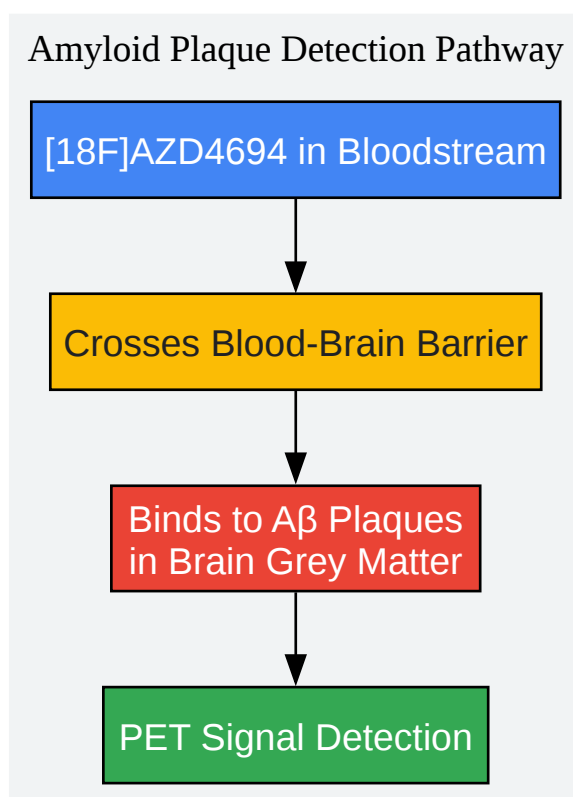 Amyloid Plaque Detection Pathway
[18F]AZD4694 in Bloodstream
Crosses Blood-Brain Barrier
Binds to Aβ Plaques
in Brain Grey Matter
PET Signal Detection